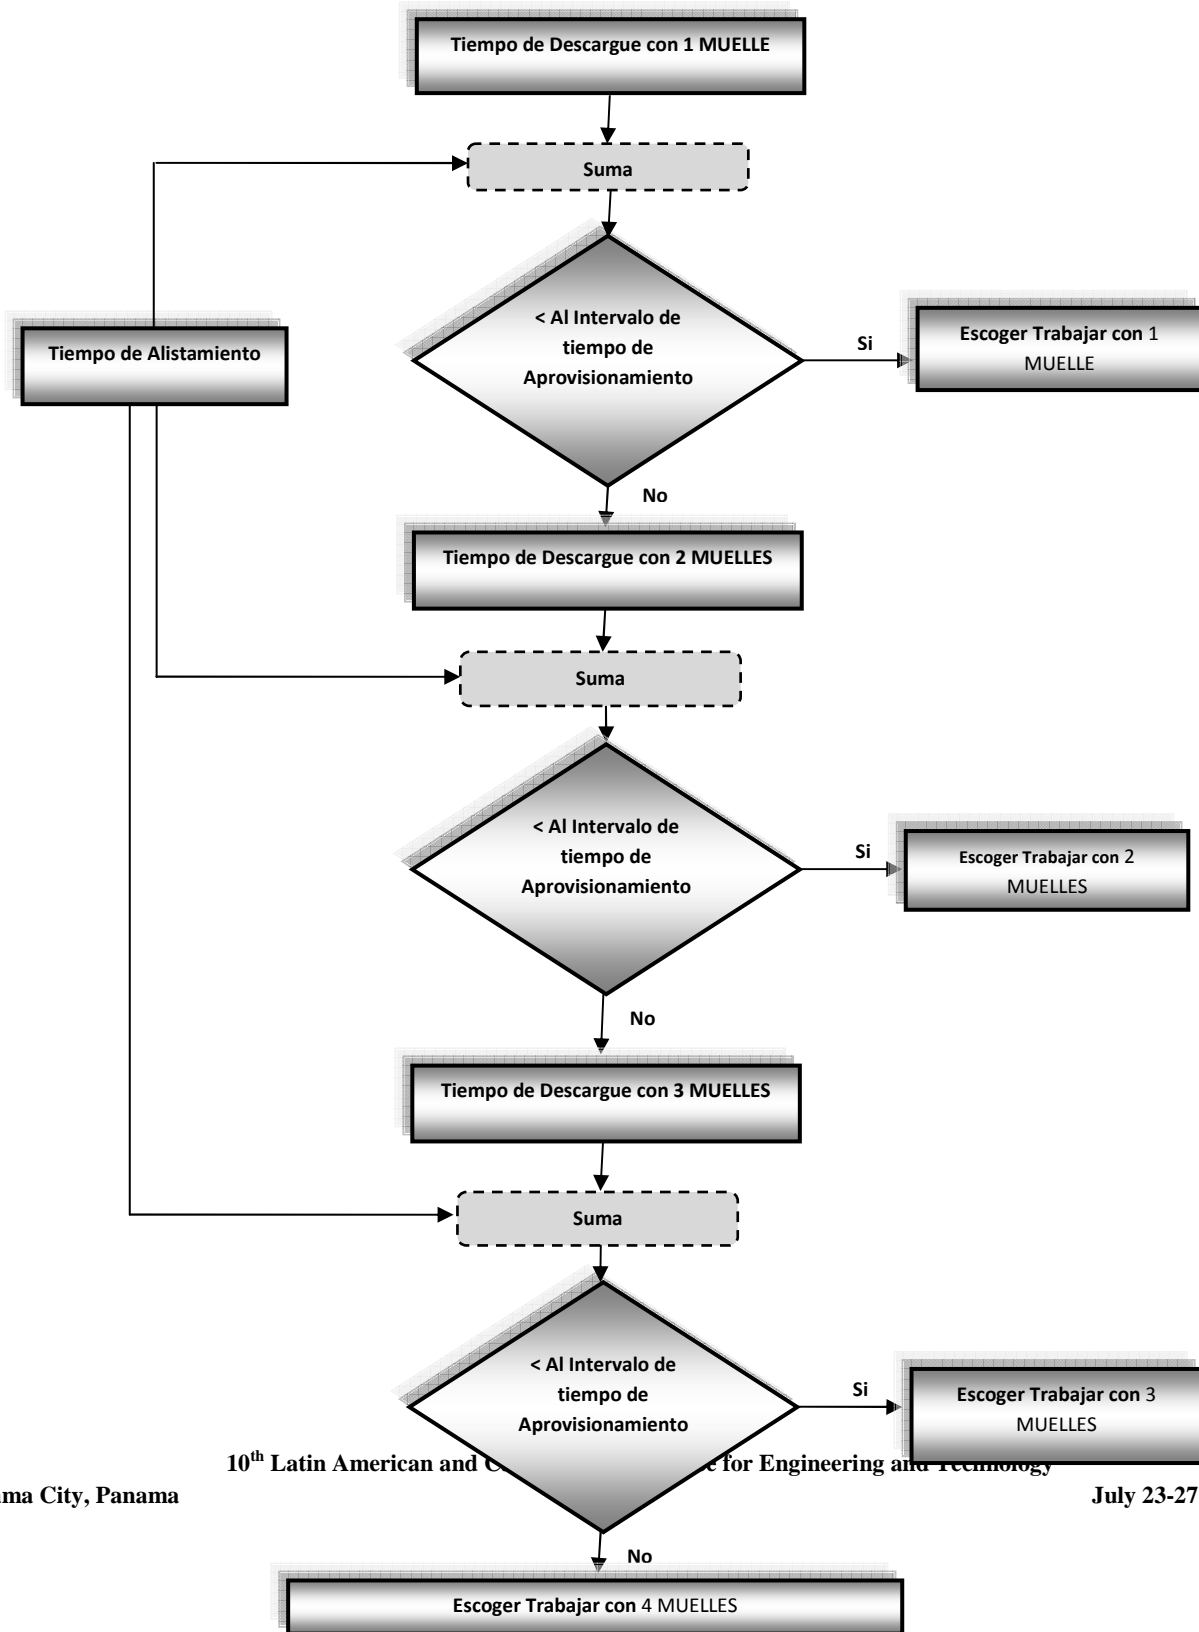 Tiempo de Descargue con 1 MUELLE
Suma
< Al Intervalo de
tiempo de
Aprovisionamiento
Si
Escoger Trabajar con 1
MUELLE
Tiempo de Alistamiento
No
Tiempo de Descargue con 2 MUELLES
Suma
< Al Intervalo de
tiempo de
Aprovisionamiento
Si
Escoger Trabajar con 2
MUELLES
No
Tiempo de Descargue con 3 MUELLES
Suma
< Al Intervalo de
tiempo de
Aprovisionamiento
Si
Escoger Trabajar con 3
MUELLES
10th Latin American and for Engineering and Technology
City, Panama July 23-27
No
Escoger Trabajar con 4 MUELLES